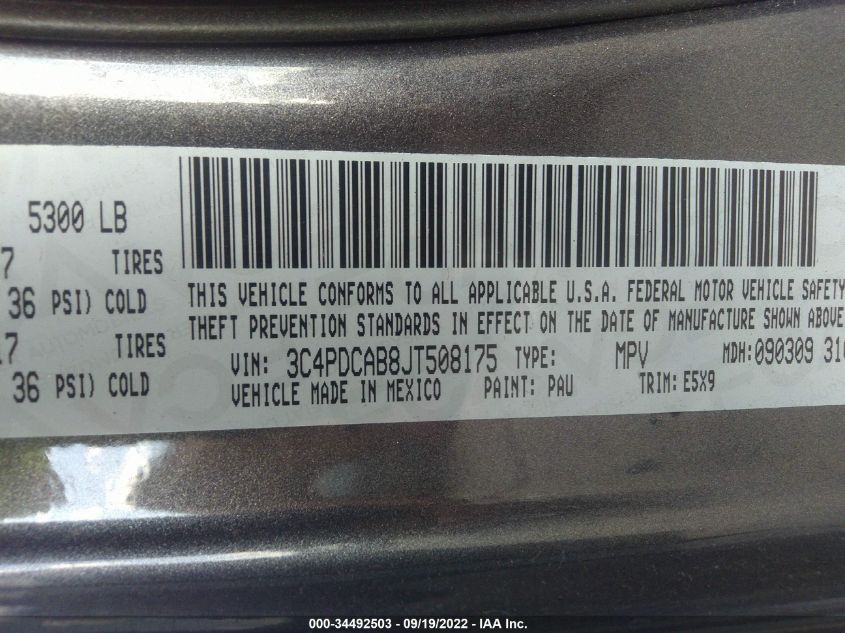 5300 LB
7 TIRES
36 PSI) COLD
17 TIRES
36 PSI) COLD
THIS VEHICLE CONFORMS TO ALL APPLICABLE U.S.A. FEDERAL MOTOR VEHICLE SAFETY
THEFT PREVENTION STANDARDS IN EFFECT ON THE DATE OF MANUFACTURE SHOWN ABOVE
VIN: 3C4PDCAB8JT508175 TYPE: MPV MDH:090309 310
VEHICLE MADE IN MEXICO PAINT: PAU TRIM: E5X9
000-34492503 - 09/19/2022 - IAA Inc.